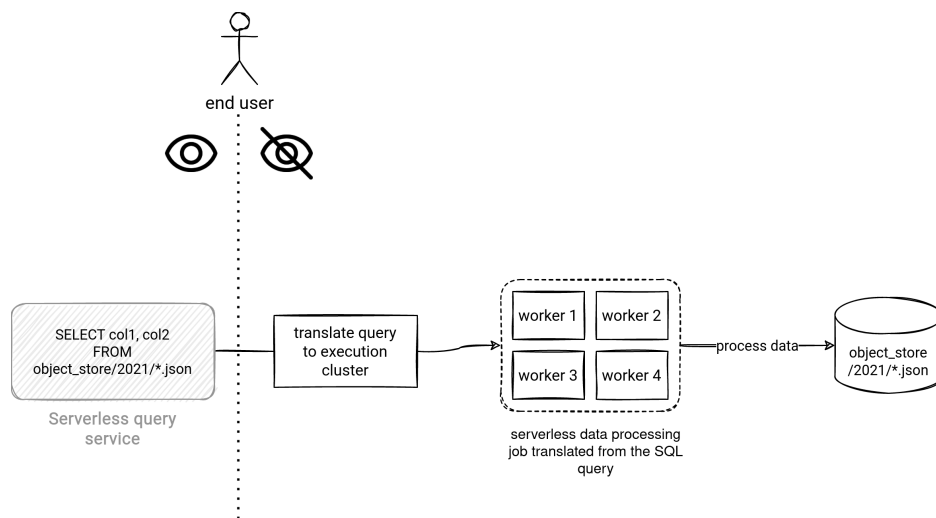 end user
SELECT col1, col2
FROM
object_store/2021/*.json
Serverless query
service
translate query
to execution
cluster
worker 1
worker 2
worker 3
worker 4
serverless data processing
job translated from the SQL
query
process data
object_store
/2021/*.json